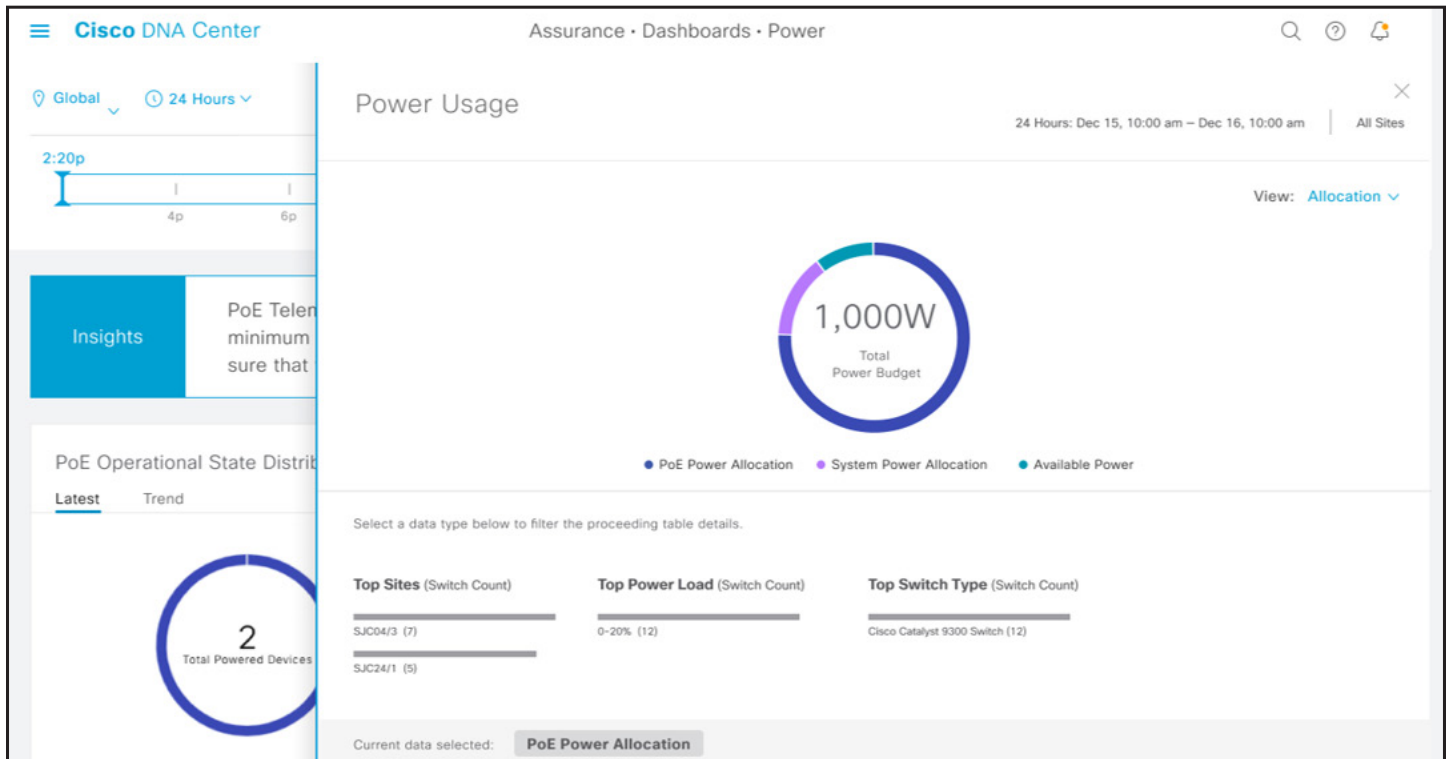 Cisco DNA Center
Assurance · Dashboards · Power
Global
24 Hours
2:20p
4p
6p
Insights
PoE Telem
minimum
sure that
PoE Operational State Distrib
Latest
Trend
2
Total Powered Devices
Power Usage
24 Hours: Dec 15, 10:00 am – Dec 16, 10:00 am
All Sites
View: Allocation
1,000W
Total
Power Budget
PoE Power Allocation
System Power Allocation
Available Power
Select a data type below to filter the proceeding table details.
Top Sites (Switch Count)
SJC04/3 (7)
SJC24/1 (5)
Top Power Load (Switch Count)
0-20% (12)
Top Switch Type (Switch Count)
Cisco Catalyst 9300 Switch (12)
Current data selected: PoE Power Allocation